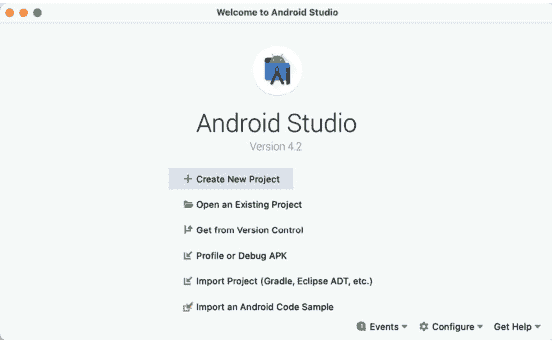 Welcome to Android Studio
Android Studio
Version 4.2
Create New Project
Open an Existing Project
Get from Version Control
Profile or Debug APK
Import Project (Gradle, Eclipse ADT, etc.)
Import an Android Code Sample
Events Configure Get Help